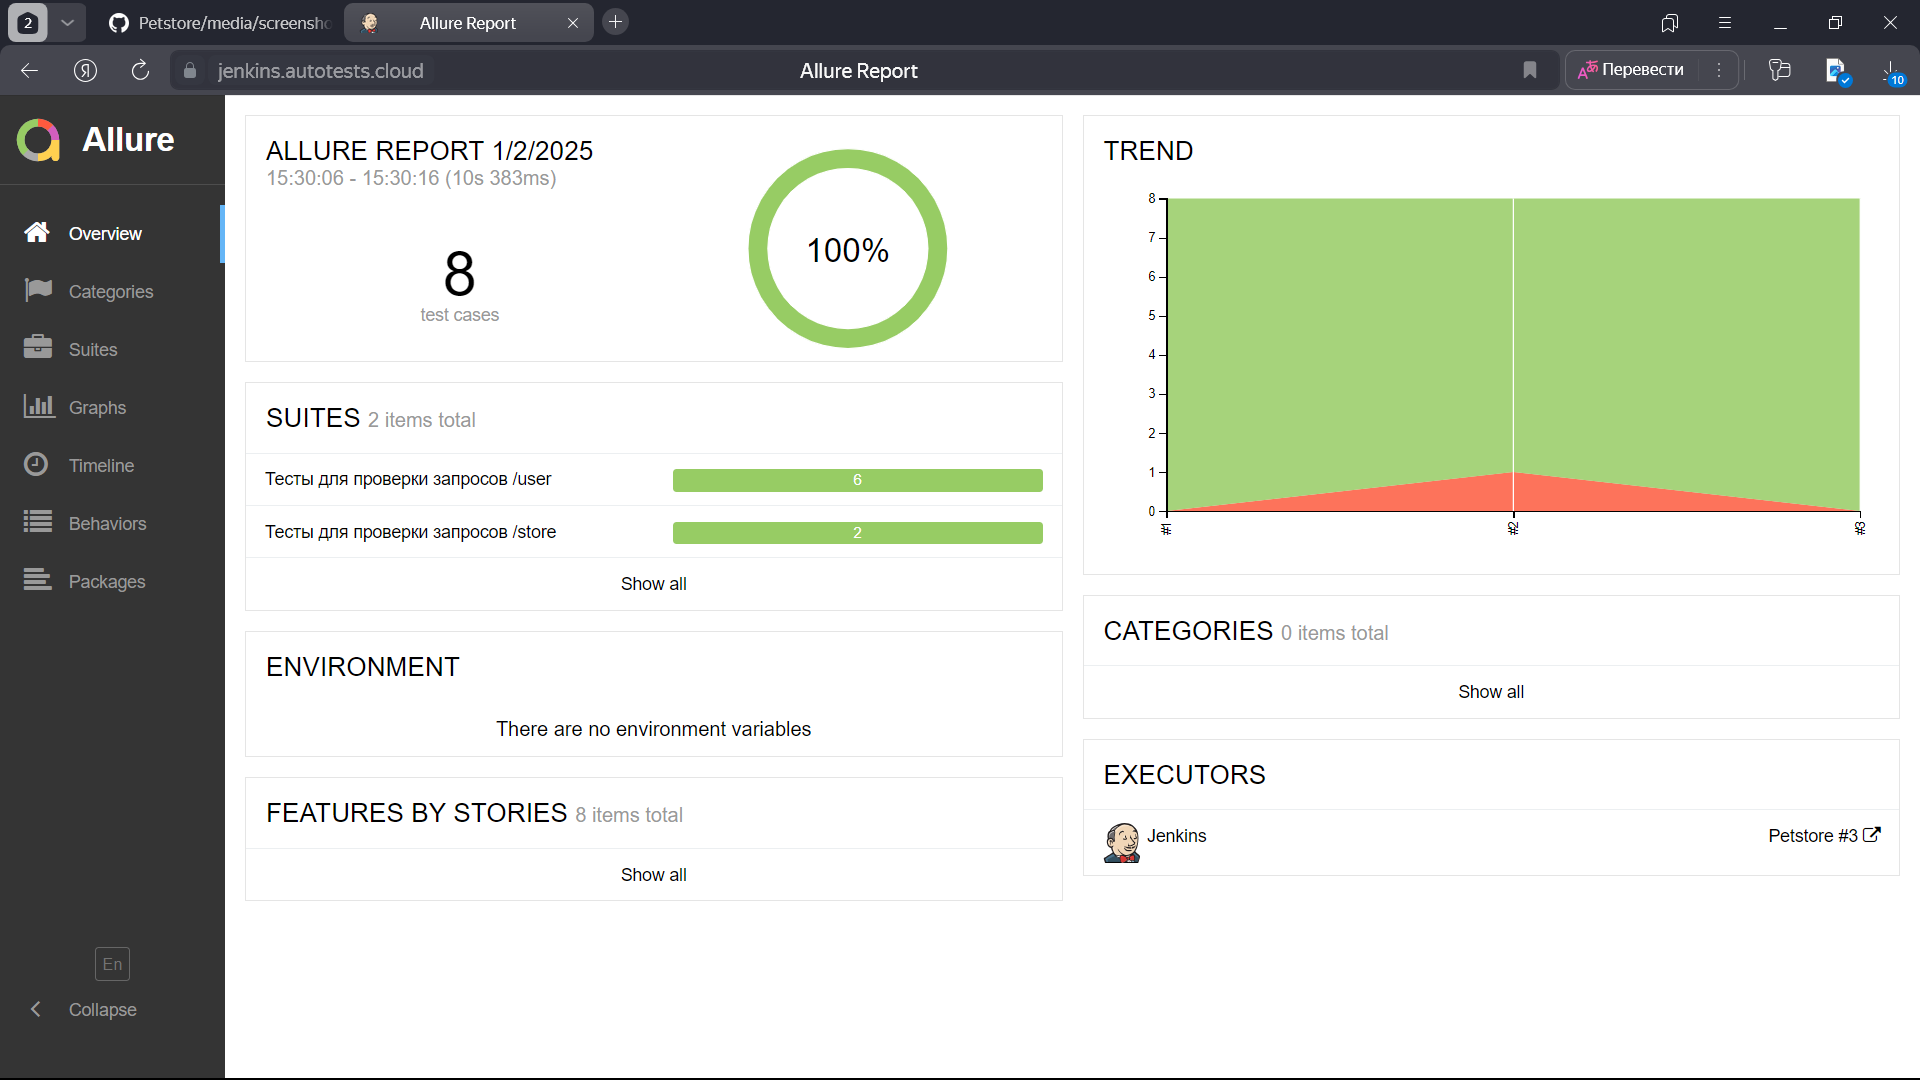 2
Petstore/media/screensho
Allure Report
jenkins.autotests.cloud
Allure Report
Перевести
10
Allure
Overview
Categories
Suites
Graphs
Timeline
Behaviors
Packages
En
Collapse
ALLURE REPORT 1/2/2025
15:30:06 - 15:30:16 (10s 383ms)
8
test cases
100%
SUITES 2 items total
Тесты для проверки запросов /user 6
Тесты для проверки запросов /store 2
Show all
ENVIRONMENT
There are no environment variables
FEATURES BY STORIES 8 items total
Show all
TREND
8
7
6
5
4
3
2
1
0
#1
#2
#3
CATEGORIES 0 items total
Show all
EXECUTORS
Jenkins Petstore #3